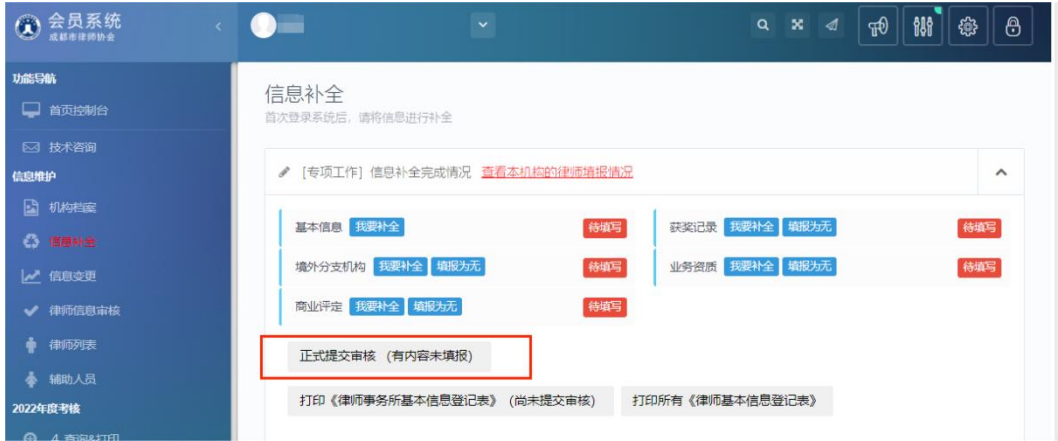 会员系统
成都市律师协会
功能导航
首页控制台
技术咨询
信息维护
机构档案
信息补全
信息变更
律师信息审核
律师列表
辅助人员
2022年度考核
4.查询&打印
信息补全
首次登录系统后，请将信息进行补全
[专项工作] 信息补全完成情况 查看本机构的律师填报情况
基本信息 我要补全 待填写
获奖记录 我要补全 填报为无 待填写
境外分支机构 我要补全 填报为无 待填写
业务资质 我要补全 填报为无 待填写
商业评定 我要补全 填报为无 待填写
正式提交审核 （有内容未填报）
打印《律师事务所基本信息登记表》（尚未提交审核） 打印所有《律师基本信息登记表》